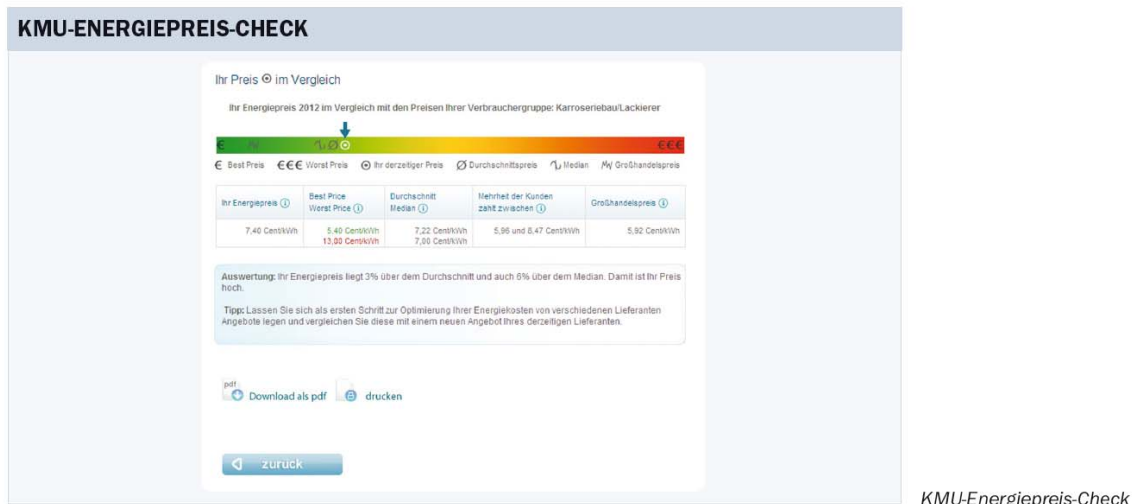 KMU-ENERGIEPREIS-CHECK
Ihr Preis im Vergleich
Ihr Energiepreis 2012 im Vergleich mit den Preisen Ihrer Verbrauchergruppe: Karroseriebau/Lackierer
€ Ø €€€
€ Best Preis €€€ Worst Preis Ihr derzeitiger Preis Ø Durchschnittspreis Median Großhandelspreis
Ihr Energiepreis Best Price Worst Price Durchschnitt Median Mehrheit der Kunden zahlt zwischen Großhandelspreis
7,40 Cent/kWh 5,40 Cent/kWh 7,22 Cent/kWh 5,96 und 8,47 Cent/kWh 5,92 Cent/kWh
13,00 Cent/kWh 7,00 Cent/kWh
Auswertung: Ihr Energiepreis liegt 3% über dem Durchschnitt und auch 6% über dem Median. Damit ist Ihr Preis
hoch.
Tipp: Lassen Sie sich als ersten Schritt zur Optimierung Ihrer Energiekosten von verschiedenen Lieferanten
Angebote legen und vergleichen Sie diese mit einem neuen Angebot Ihres derzeitigen Lieferanten.
pdf
Download als pdf drucken
zurück
KMU-Energiepreis-Check